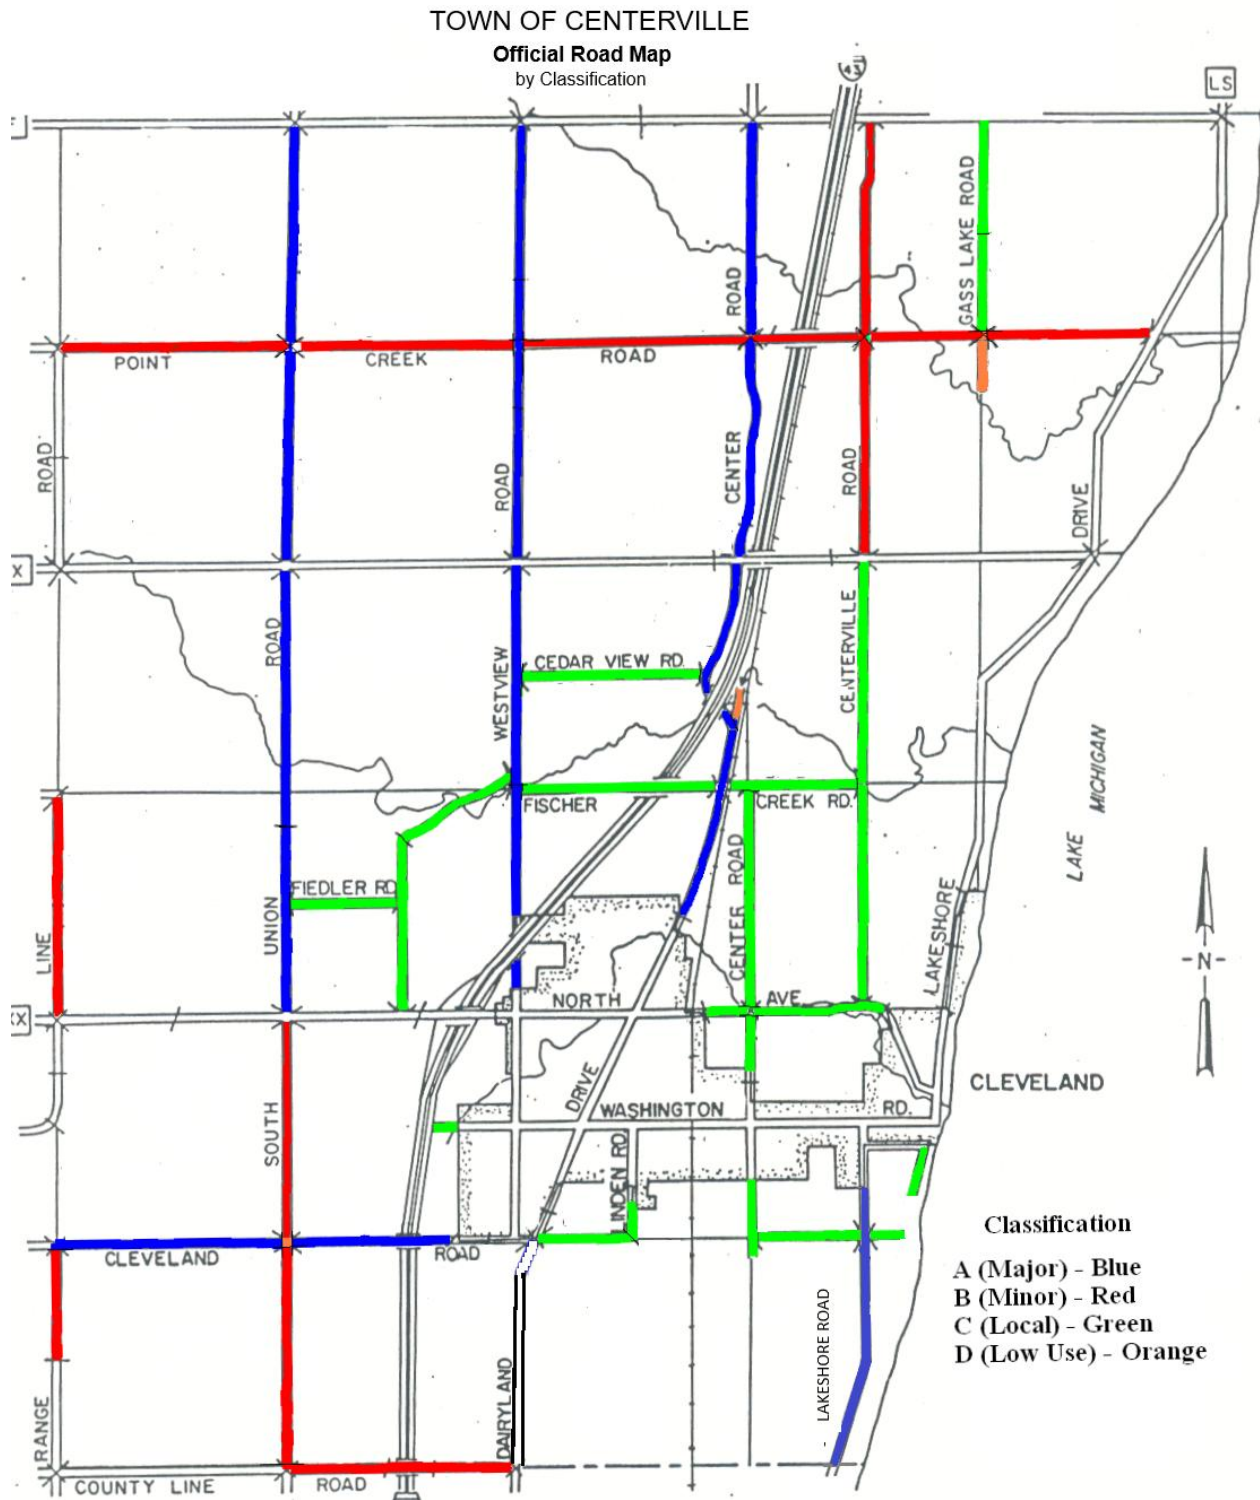 TOWN OF CENTERVILLE
Official Road Map
by Classification
43
LS
GASS LAKE ROAD
ROAD
POINT
CREEK
ROAD
ROAD
ROAD
CENTER
ROAD
DRIVE
X
ROAD
WESTVIEW
CEDAR VIEW RD.
CENTERVILLE
LAKE
MICHIGAN
FISCHER
CREEK RD.
FIEDLER RD
UNION
LINE
CENTER ROAD
LAKESHORE
N
XX
NORTH
AVE
SOUTH
DRIVE
WASHINGTON
RD.
CLEVELAND
LINDEN RD.
CLEVELAND
ROAD
Classification
A (Major) - Blue
B (Minor) - Red
C (Local) - Green
D (Low Use) - Orange
LAKESHORE ROAD
DAIRYLAND
RANGE
COUNTY LINE
ROAD